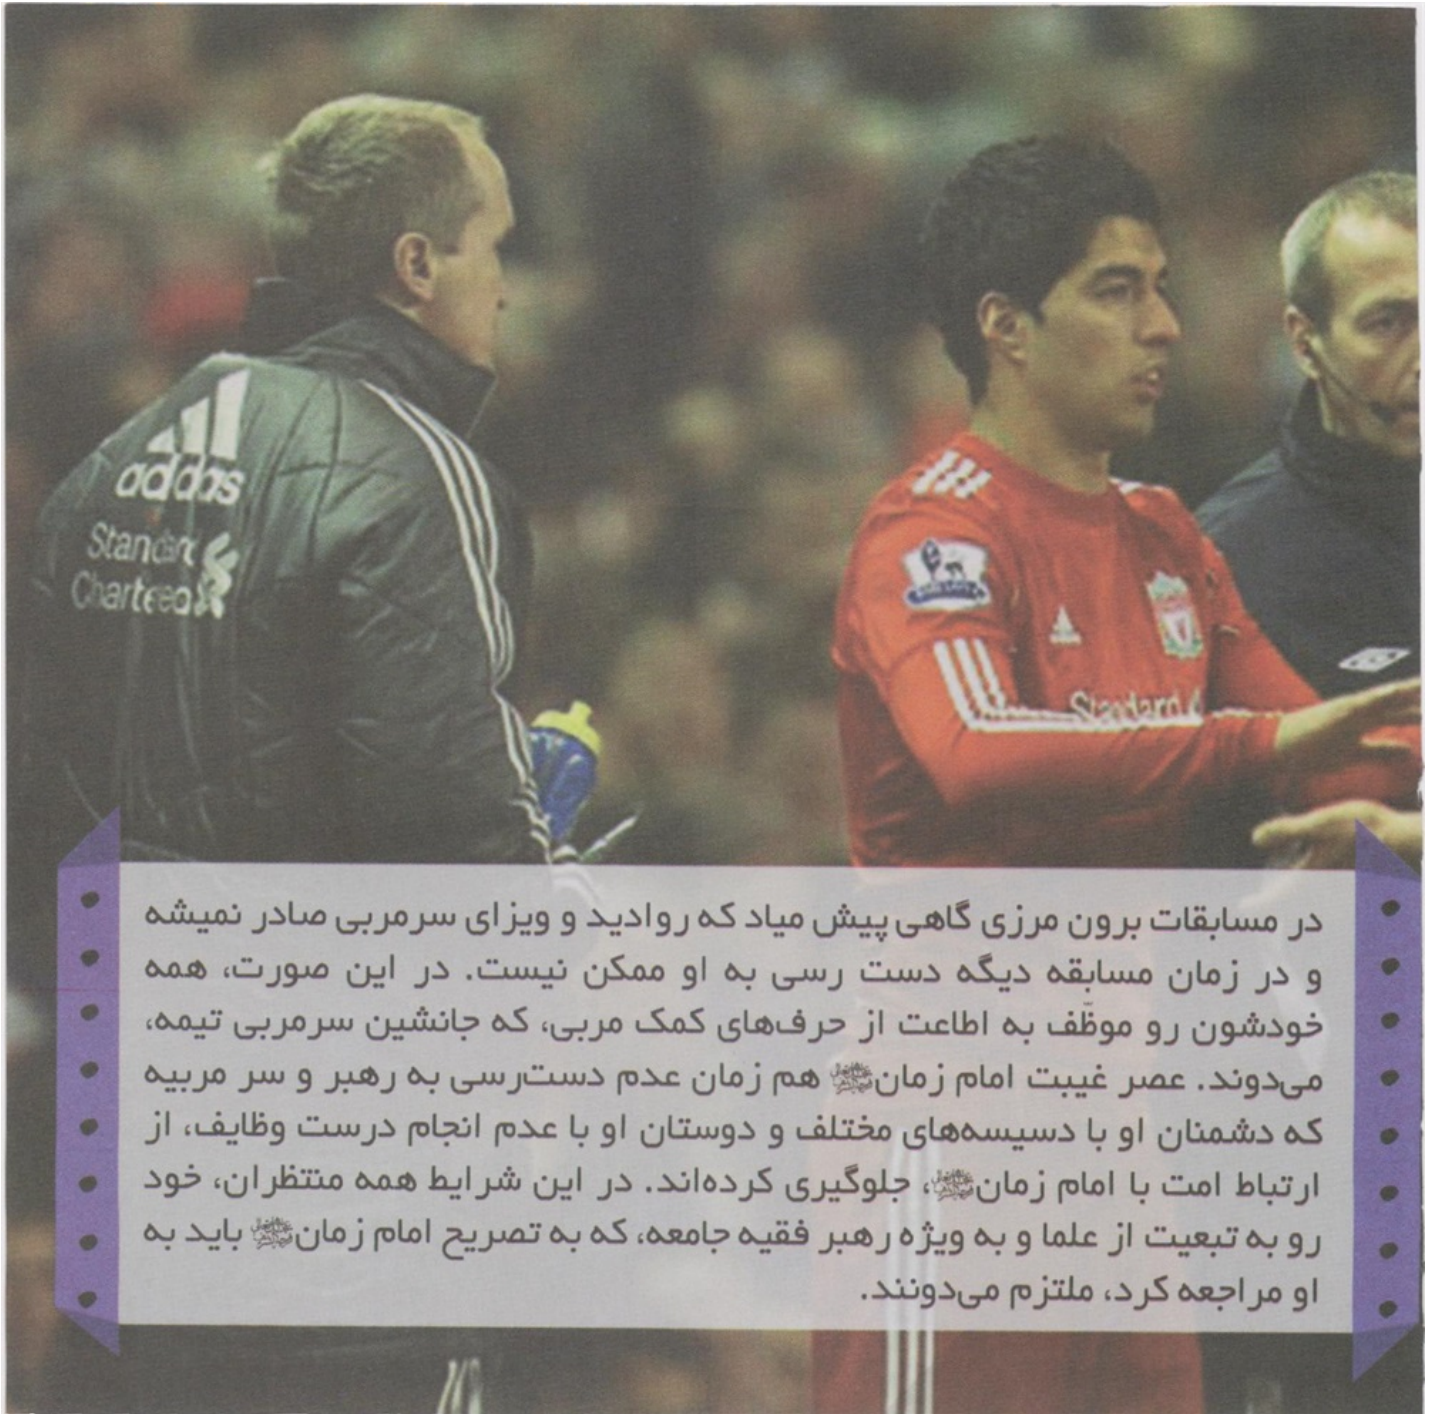 adidas
Standard
Chartered
Standard C
در مسابقات برون مرزی گاهی پیش میاد که روادید و ویزای سرمربی صادر نمیشه
و در زمان مسابقه دیگه دست رسی به او ممکن نیست. در این صورت، همه
خودشون رو موظّف به اطاعت از حرف‌های کمک مربی، که جانشین سرمربی تیمه،
می‌دوند. عصر غیبت امام زمان هم زمان عدم دست‌رسی به رهبر و سر مربیه
که دشمنان او با دسیسه‌های مختلف و دوستان او با عدم انجام درست وظایف، از
ارتباط امت با امام زمان، جلوگیری کرده‌اند. در این شرایط همه منتظران، خود
رو به تبعیت از علما و به ویژه رهبر فقیه جامعه، که به تصریح امام زمان باید به
او مراجعه کرد، ملتزم می‌دونند.